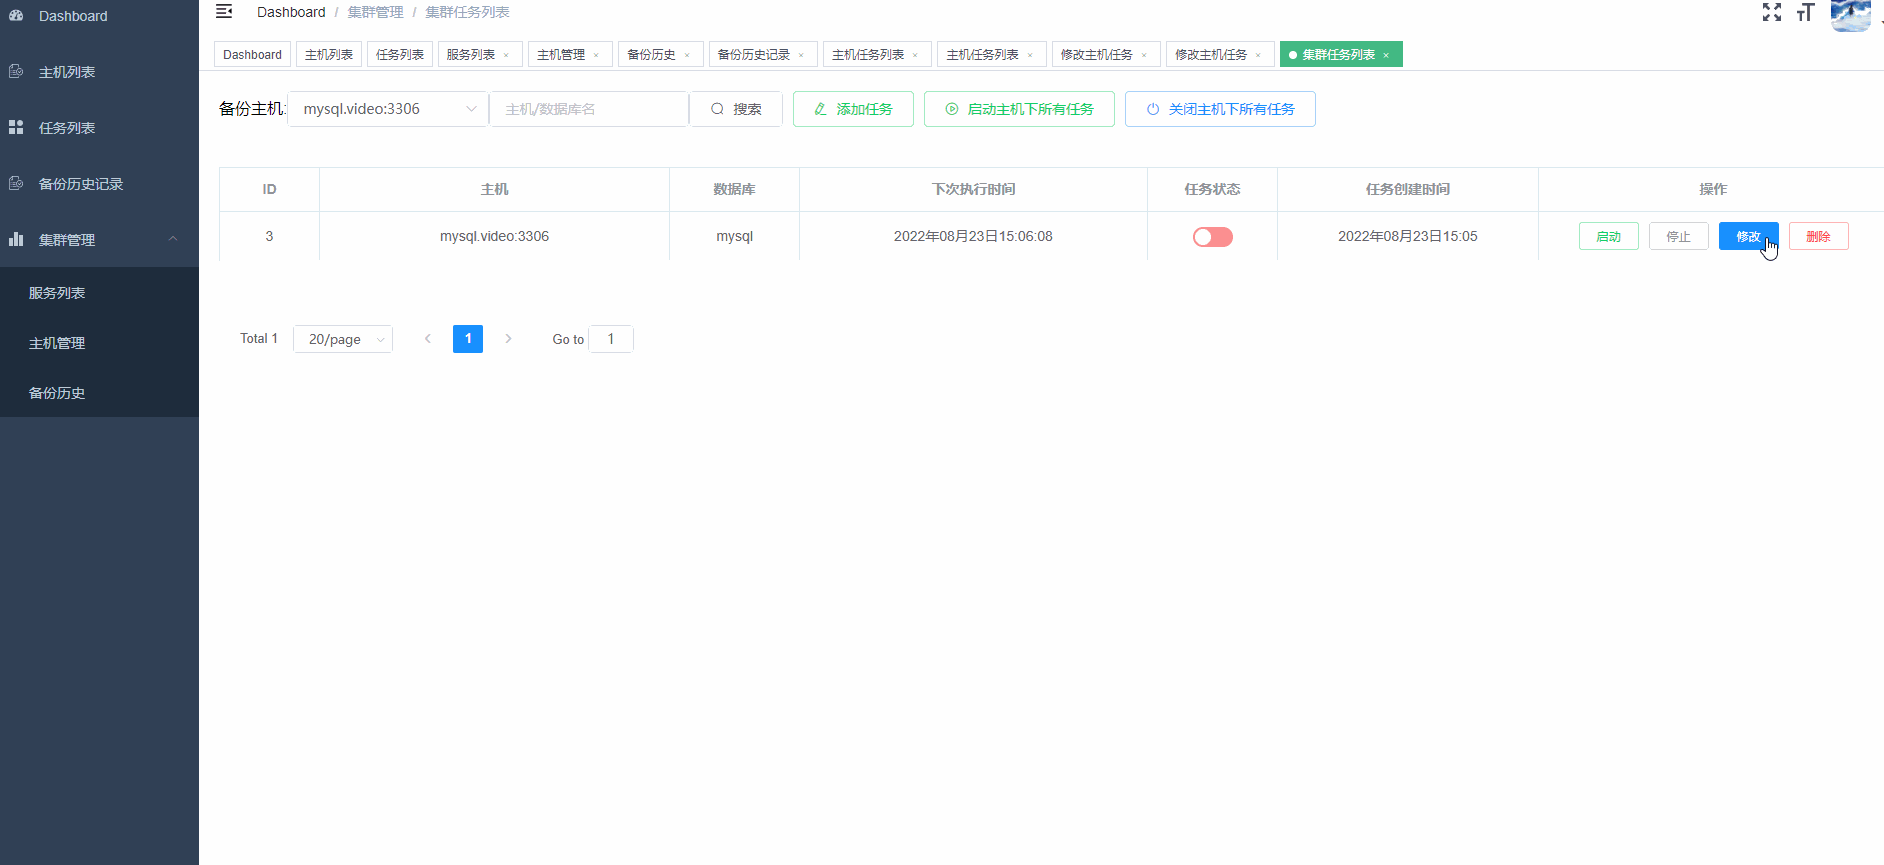 Dashboard
主机列表
任务列表
备份历史记录
集群管理
服务列表
主机管理
备份历史
Dashboard / 集群管理 / 集群任务列表
Dashboard 主机列表 任务列表 服务列表 × 主机管理 × 备份历史 × 备份历史记录 × 主机任务列表 × 主机任务列表 × 修改主机任务 × 修改主机任务 × 集群任务列表 ×
备份主机: mysql.video:3306 主机/数据库名 搜索 添加任务 启动主机下所有任务 关闭主机下所有任务
ID 主机 数据库 下次执行时间 任务状态 任务创建时间 操作
3 mysql.video:3306 mysql 2022年08月23日15:06:08 2022年08月23日15:05 启动 停止 修改 删除
Total 1 20/page 1 Go to 1